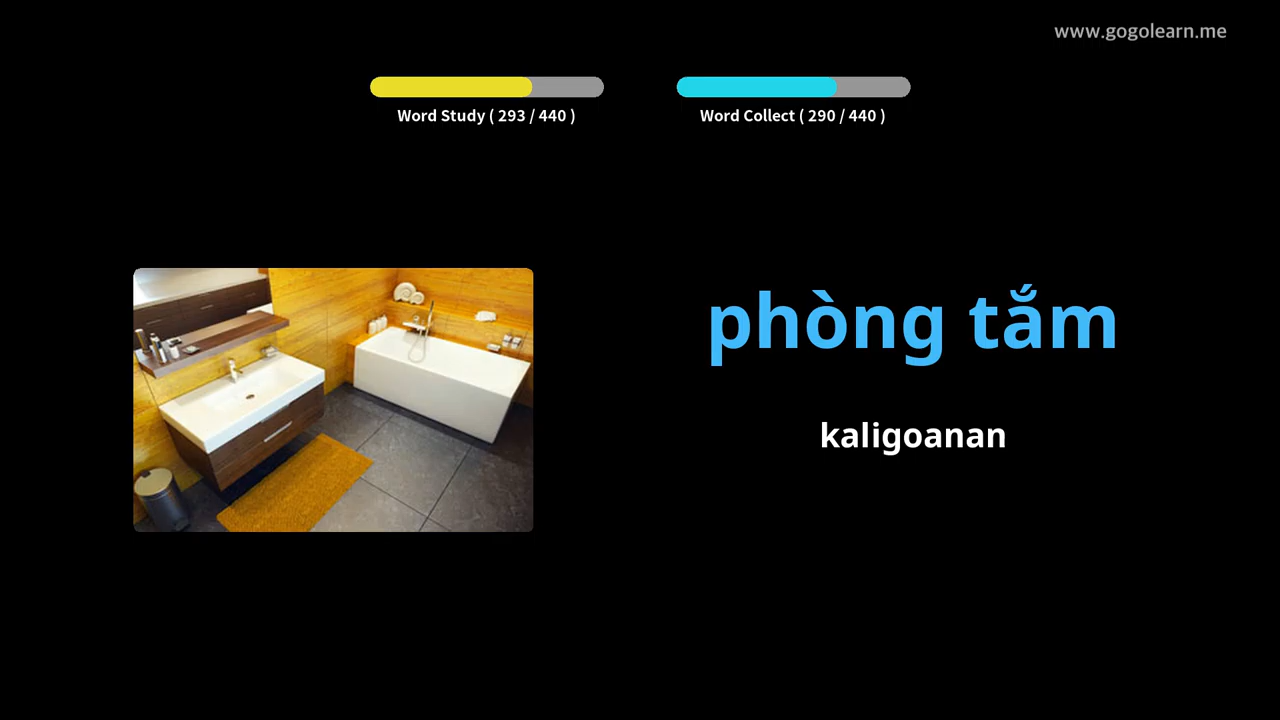 www.gogolearn.me
Word Study ( 293 / 440 )
Word Collect ( 290 / 440 )
phòng tắm
kaligoanan